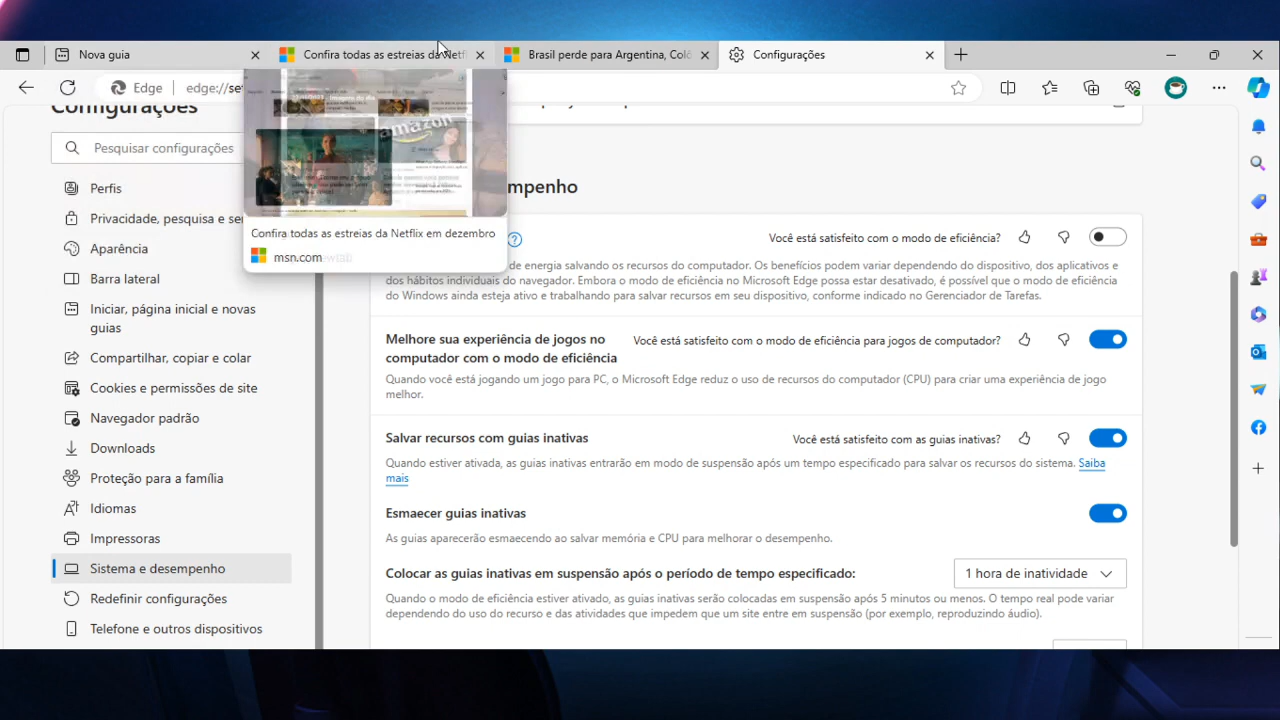 Nova guia
Confira todas as estreias da Netfl
Brasil perde para Argentina, Coló
Configurações
Edge
edge://se
Configurações
Pesquisar configurações
Perfis
Privacidade, pesquisa e se
Aparência
Barra lateral
Iniciar, página inicial e novas
guias
Compartilhar, copiar e colar
Cookies e permissões de site
Navegador padrão
Downloads
Proteção para a família
Idiomas
Impressoras
Sistema e desempenho
Redefinir configurações
Telefone e outros dispositivos
amazon
Confira todas as estreias da Netflix em dezembro
msn.com
empenho
Você está satisfeito com o modo de eficiência?
de energia salvando os recursos do computador. Os benefícios podem variar dependendo do dispositivo, dos aplicativos e
dos hábitos individuais do navegador. Embora o modo de eficiência no Microsoft Edge possa estar desativado, é possível que o modo de eficiência
do Windows ainda esteja ativo e trabalhando para salvar recursos em seu dispositivo, conforme indicado no Gerenciador de Tarefas.
Melhore sua experiência de jogos no
computador com o modo de eficiência
Você está satisfeito com o modo de eficiência para jogos de computador?
Quando você está jogando um jogo para PC, o Microsoft Edge reduz o uso de recursos do computador (CPU) para criar uma experiência de jogo
melhor.
Salvar recursos com guias inativas
Você está satisfeito com as guias inativas?
Quando estiver ativada, as guias inativas entrarão em modo de suspensão após um tempo especificado para salvar os recursos do sistema. Saiba
mais
Esmaecer guias inativas
As guias aparecerão esmaecendo ao salvar memória e CPU para melhorar o desempenho.
Colocar as guias inativas em suspensão após o período de tempo especificado:
1 hora de inatividade
Quando o modo de eficiência estiver ativado, as guias inativas serão colocadas em suspensão após 5 minutos ou menos. O tempo real pode variar
dependendo do uso do recurso e das atividades que impedem que um site entre em suspensão (por exemplo, reproduzindo áudio).